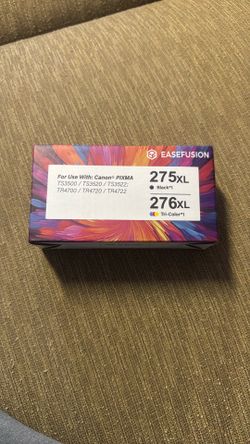 EASEFUSION
For Use With: Canon® PIXMA
TS3500 / TS3520 / TS3522;
TR4700 / TR4720 / TR4722
275XL
Black*1
276XL
Tri-Color*1